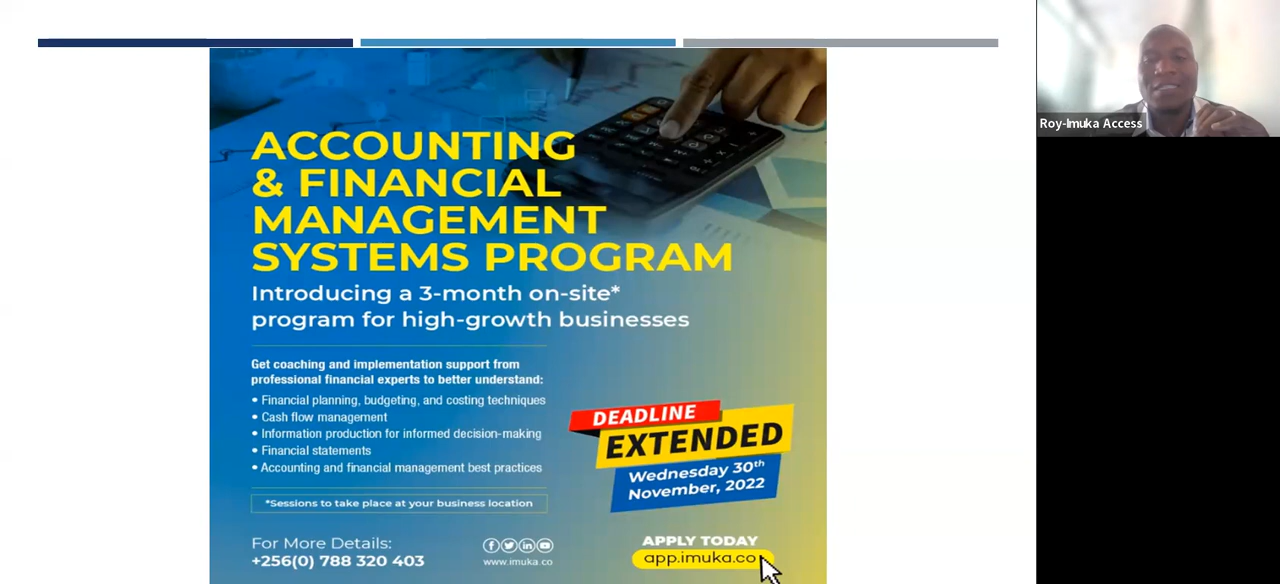 ACCOUNTING
& FINANCIAL
MANAGEMENT
SYSTEMS PROGRAM
Introducing a 3-month on-site*
program for high-growth businesses
Get coaching and implementation support from
professional financial experts to better understand:
• Financial planning, budgeting, and costing techniques
• Cash flow management
• Information production for informed decision-making
• Financial statements
• Accounting and financial management best practices
*Sessions to take place at your business location
DEADLINE
EXTENDED
Wednesday 30th
November, 2022
For More Details:
+256(0) 788 320 403
www.imuka.co
APPLY TODAY
app.imuka.co
Roy-Imuka Access